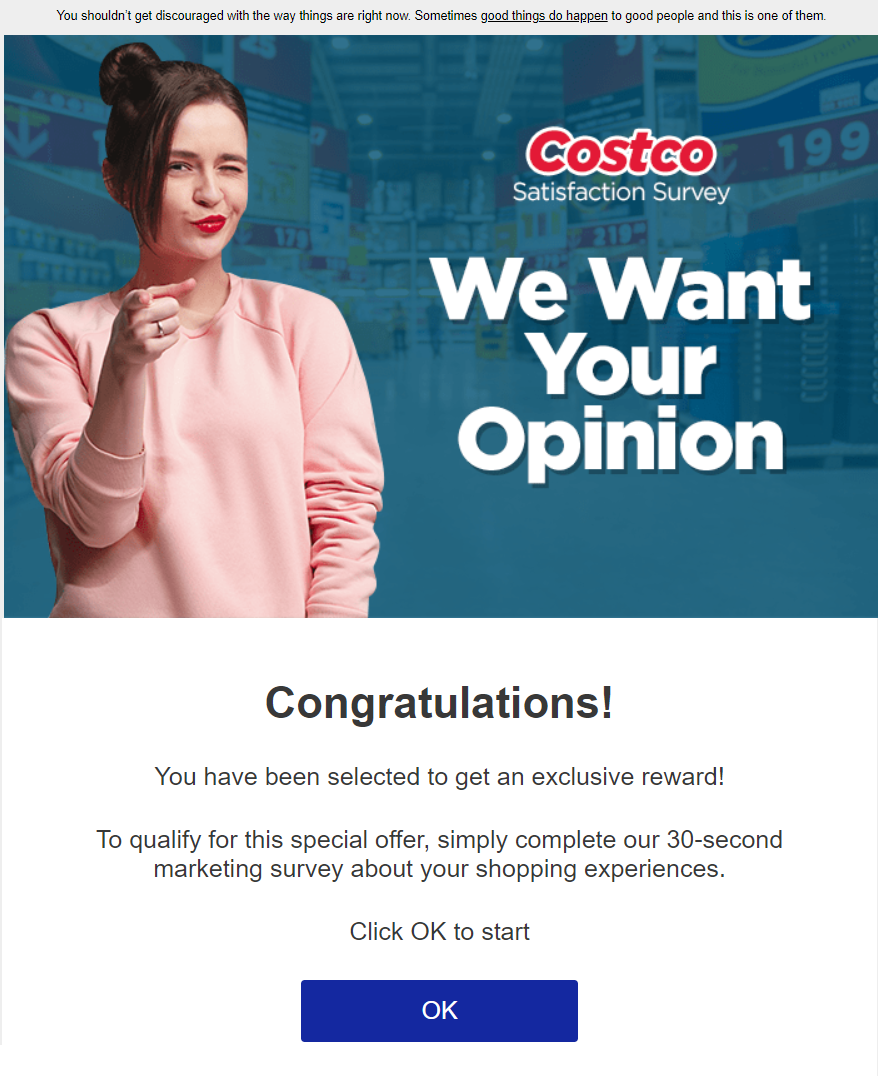 You shouldn’t get discouraged with the way things are right now. Sometimes good things do happen to good people and this is one of them.
199
179
219
Costco
Satisfaction Survey
We Want
Your
Opinion
Congratulations!
You have been selected to get an exclusive reward!
To qualify for this special offer, simply complete our 30-second
marketing survey about your shopping experiences.
Click OK to start
OK